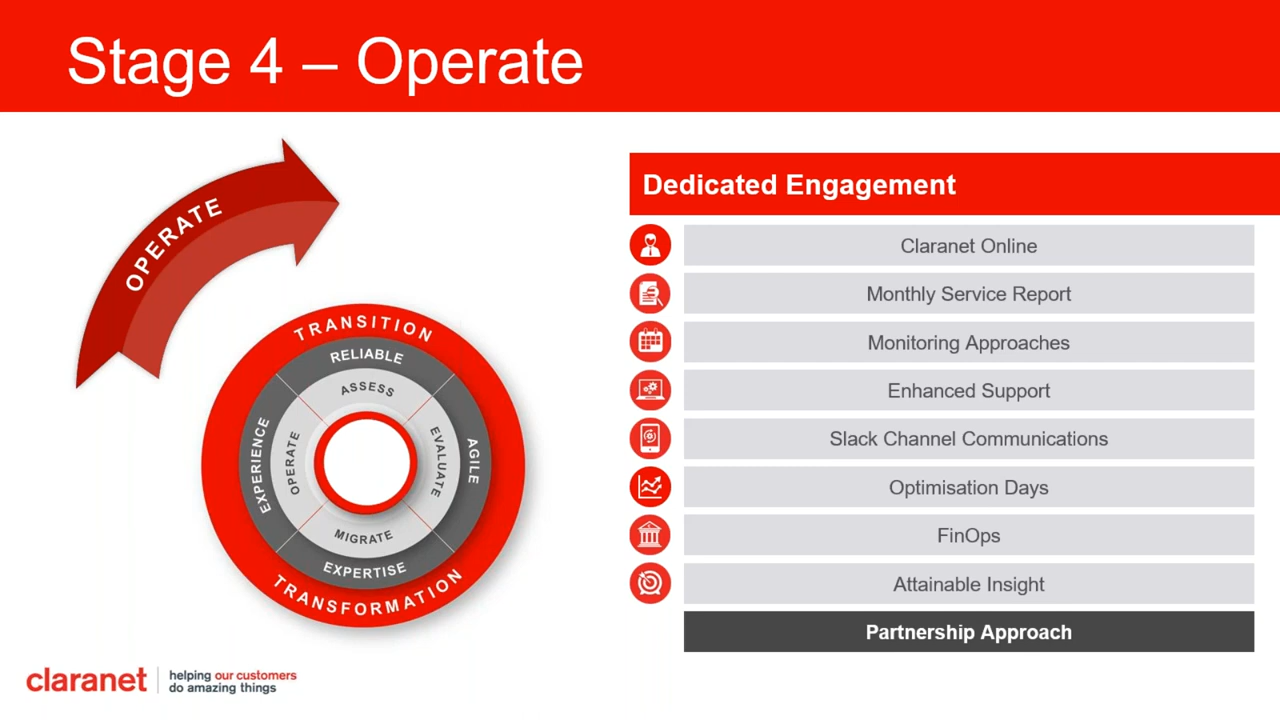 Stage 4 – Operate
OPERATE
TRANSITION
RELIABLE
ASSESS
EXPERIENCE
OPERATE
EVALUATE
AGILE
MIGRATE
EXPERTISE
TRANSFORMATION
Dedicated Engagement
Claranet Online
Monthly Service Report
Monitoring Approaches
Enhanced Support
Slack Channel Communications
Optimisation Days
FinOps
Attainable Insight
Partnership Approach
claranet
helping our customers
do amazing things